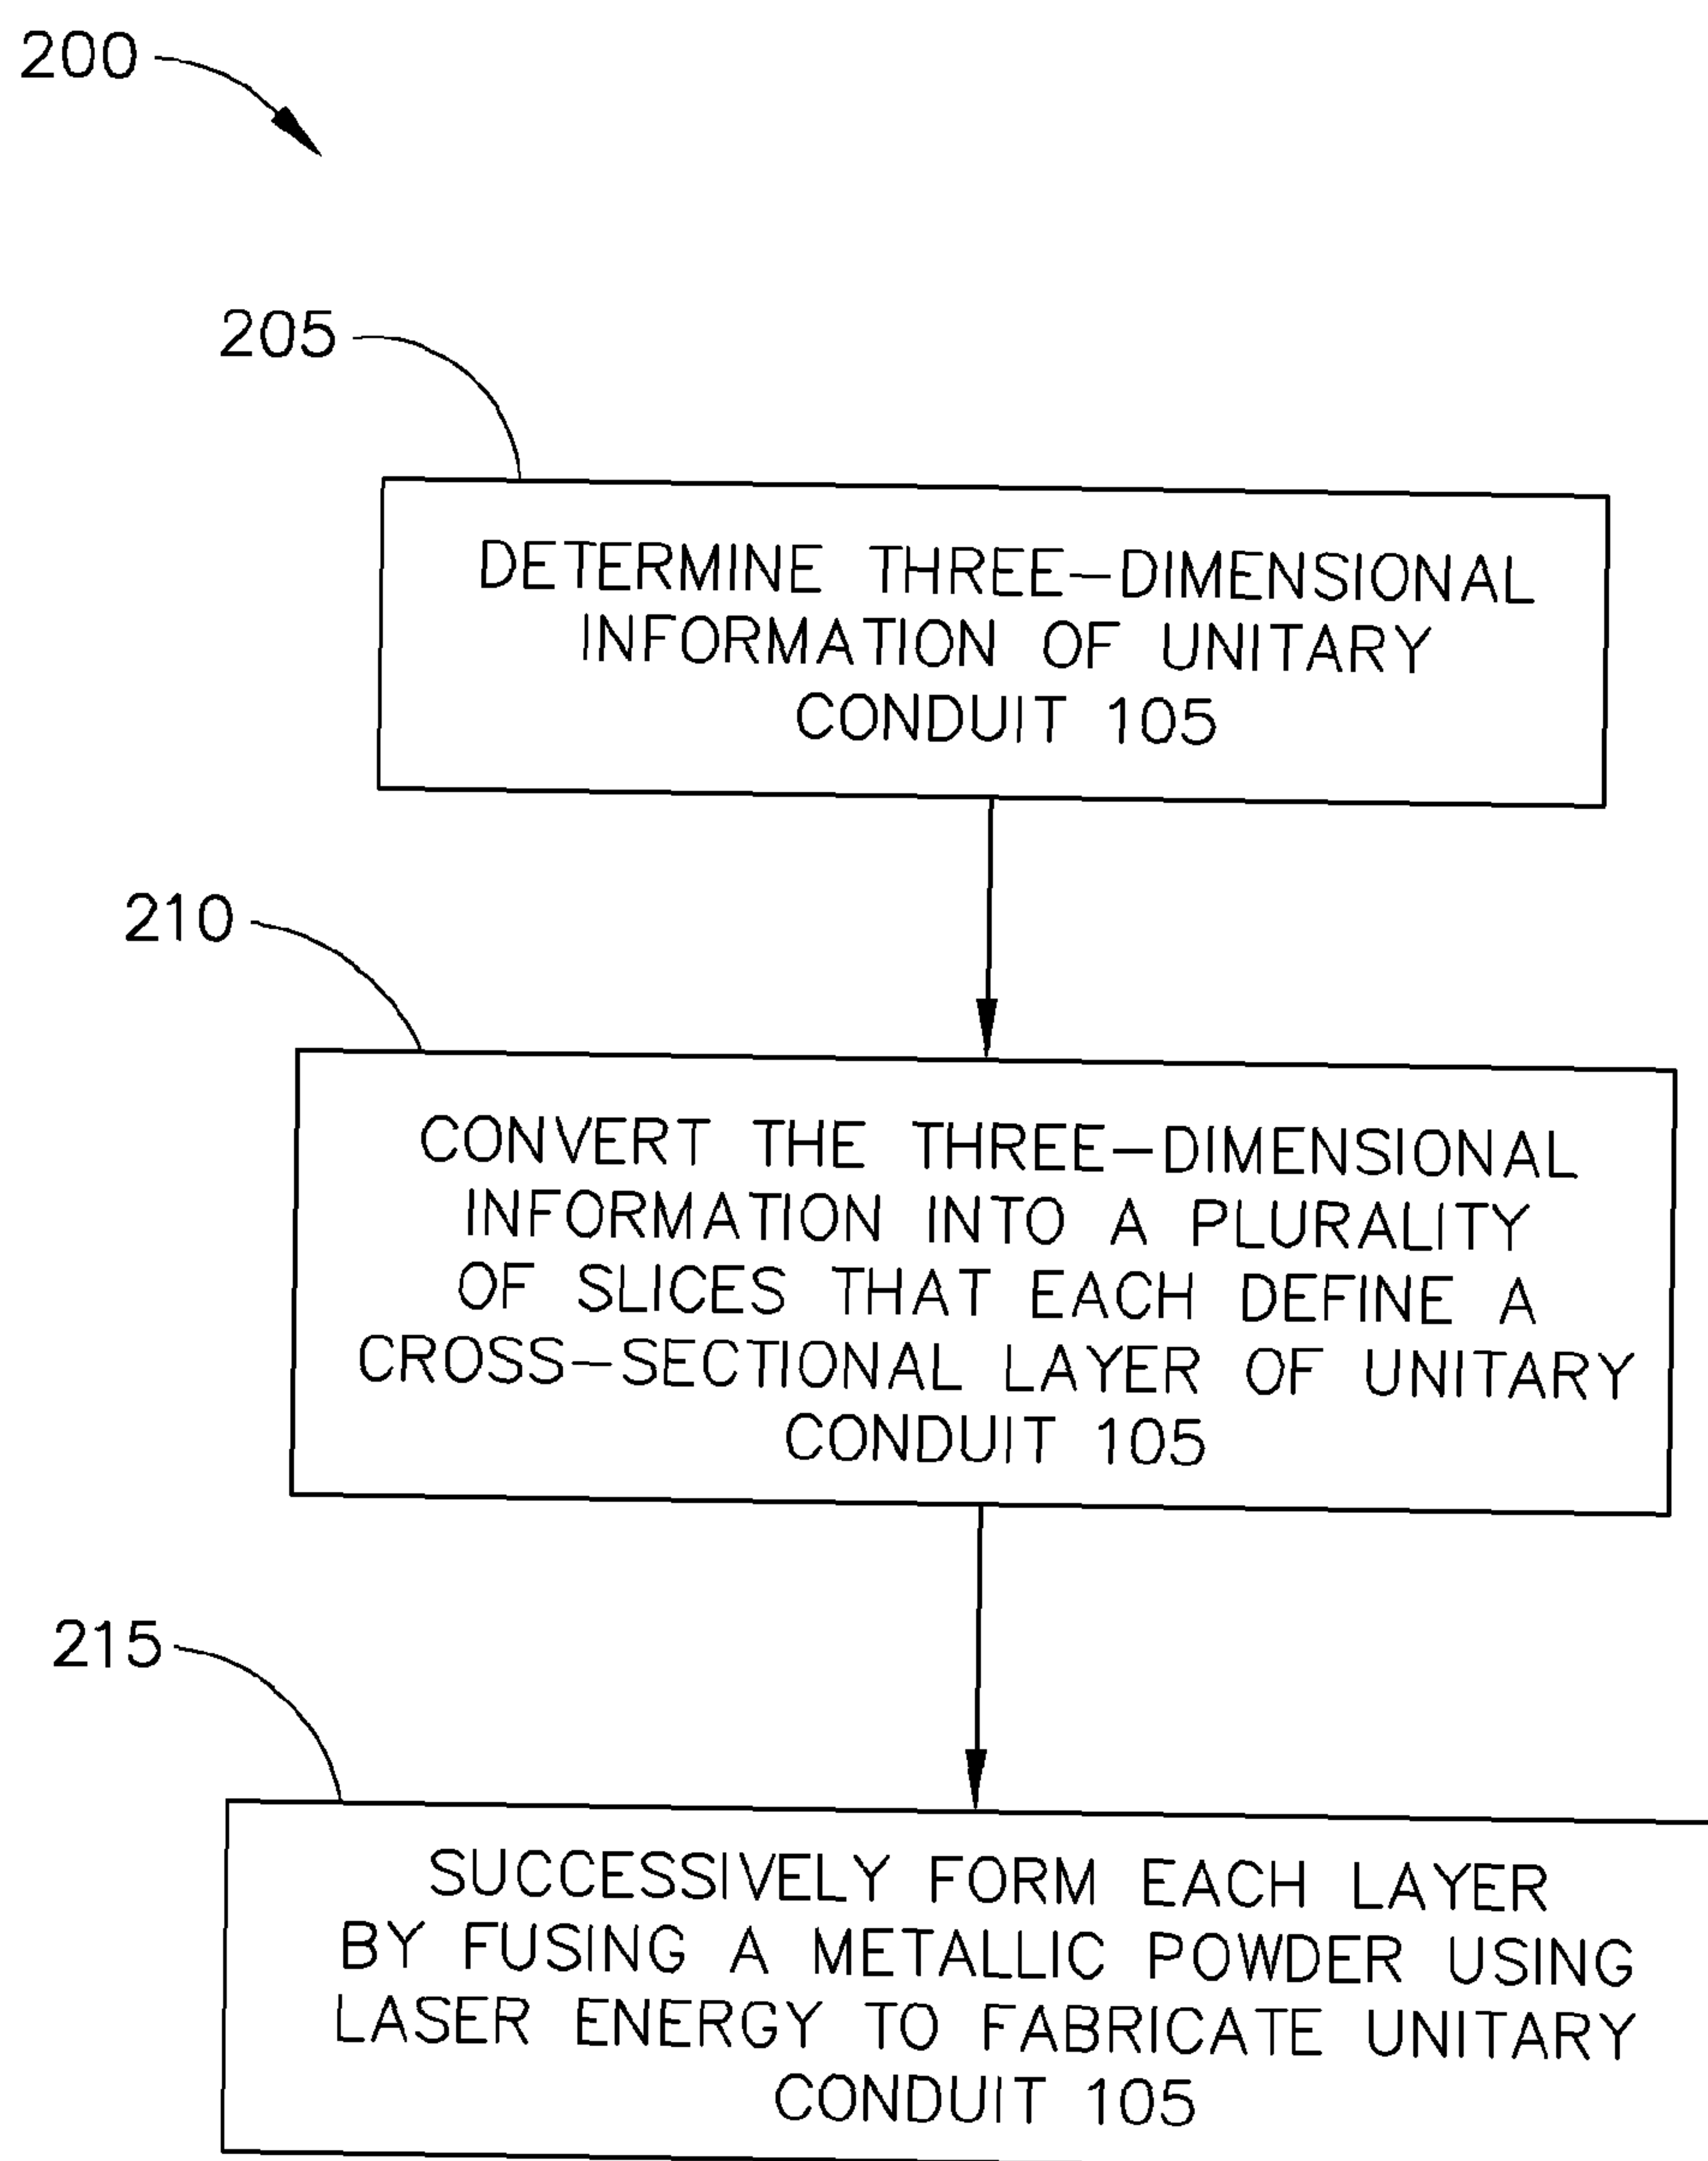 200
205
DETERMINE THREE-DIMENSIONAL
INFORMATION OF UNITARY
CONDUIT 105
210
CONVERT THE THREE-DIMENSIONAL
INFORMATION INTO A PLURALITY
OF SLICES THAT EACH DEFINE A
CROSS-SECTIONAL LAYER OF UNITARY
CONDUIT 105
215
SUCCESSIVELY FORM EACH LAYER
BY FUSING A METALLIC POWDER USING
LASER ENERGY TO FABRICATE UNITARY
CONDUIT 105